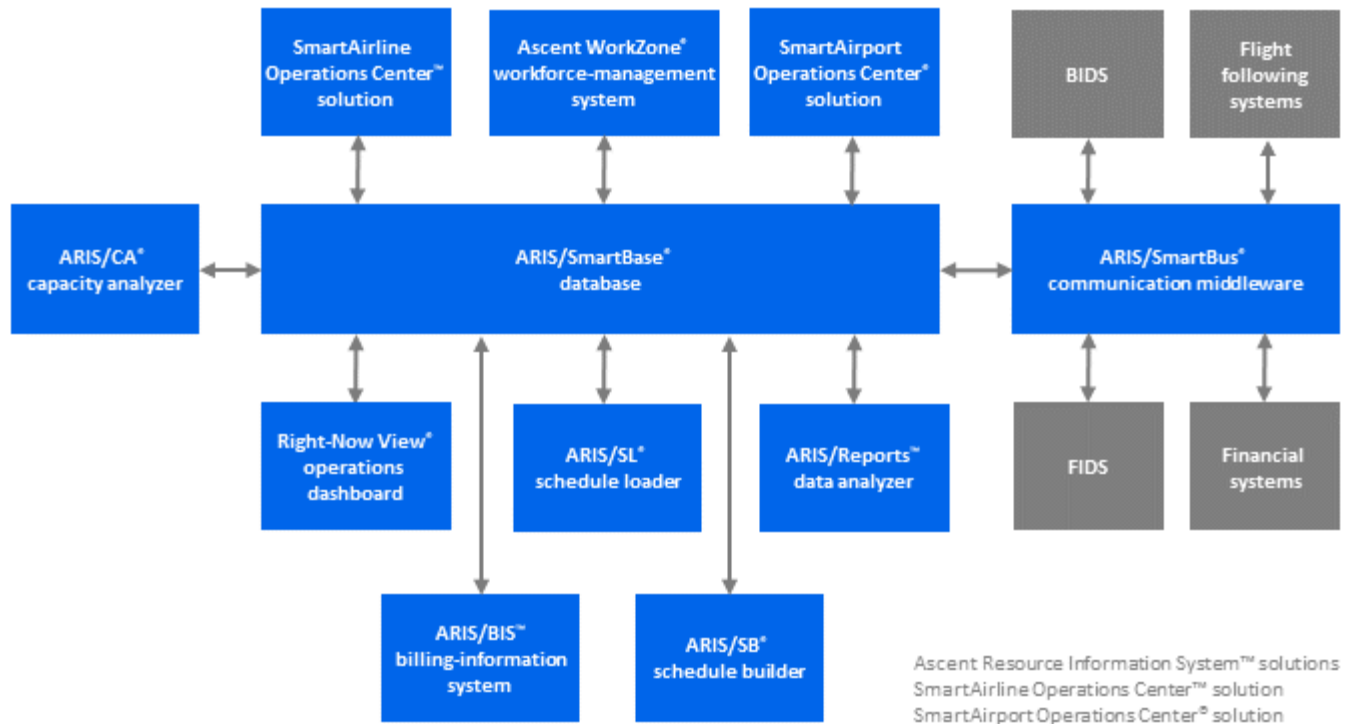 SmartAirline
Operations Center™
solution
Ascent WorkZone®
workforce-management
system
SmartAirport
Operations Center®
solution
BIDS
Flight
following
systems
ARIS/CA®
capacity analyzer
ARIS/SmartBase®
database
ARIS/SmartBus®
communication middleware
Right-Now View®
operations
dashboard
ARIS/SL®
schedule loader
ARIS/Reports™
data analyzer
FIDS
Financial
systems
ARIS/BIS™
billing-information
system
ARIS/SB®
schedule builder
Ascent Resource Information System™ solutions
SmartAirline Operations Center™ solution
SmartAirport Operations Center® solution